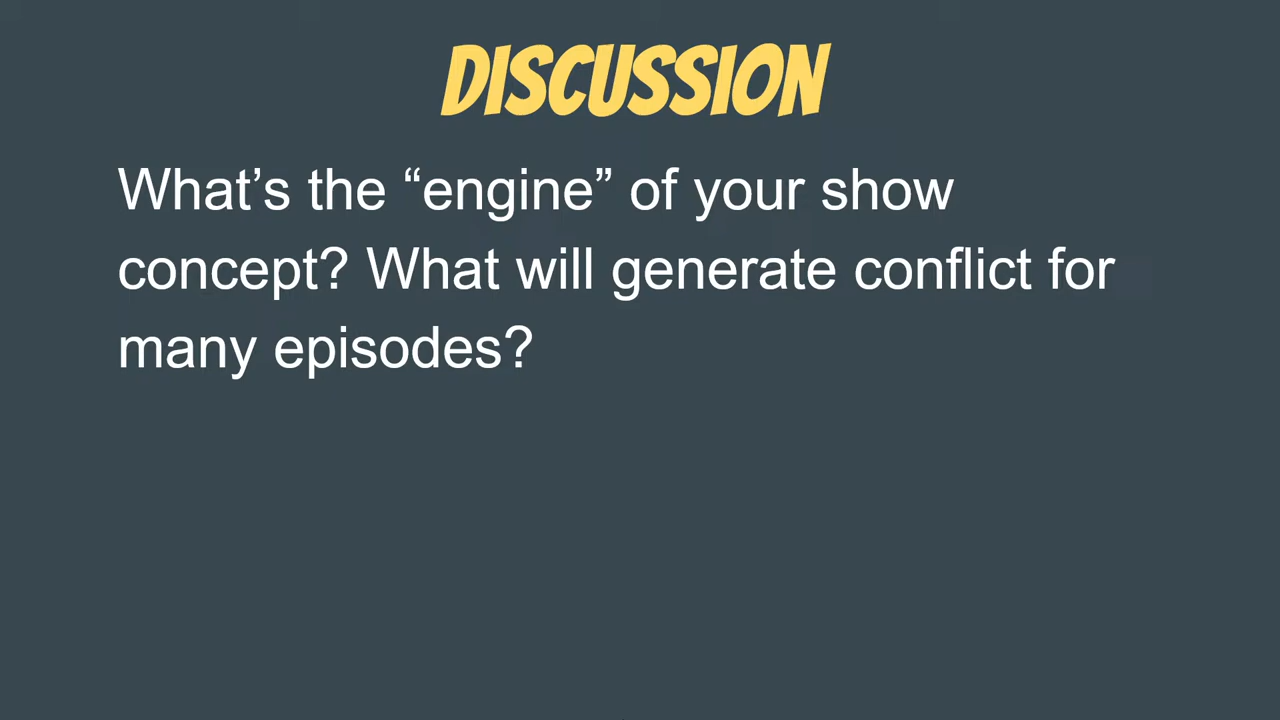 DISCUSSION
What’s the “engine” of your show
concept? What will generate conflict for
many episodes?